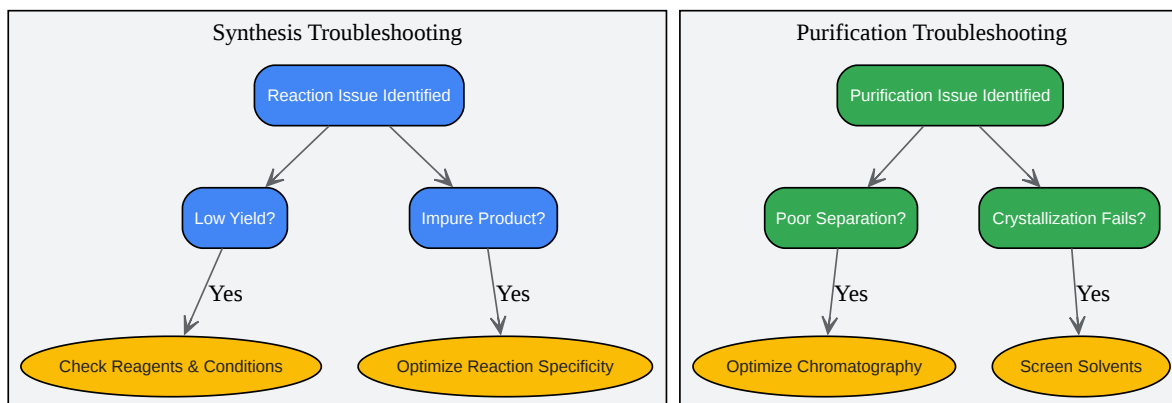 Synthesis Troubleshooting
Reaction Issue Identified
Low Yield?
Impure Product?
Yes
Yes
Check Reagents & Conditions
Optimize Reaction Specificity
Purification Troubleshooting
Purification Issue Identified
Poor Separation?
Crystallization Fails?
Yes
Yes
Optimize Chromatography
Screen Solvents